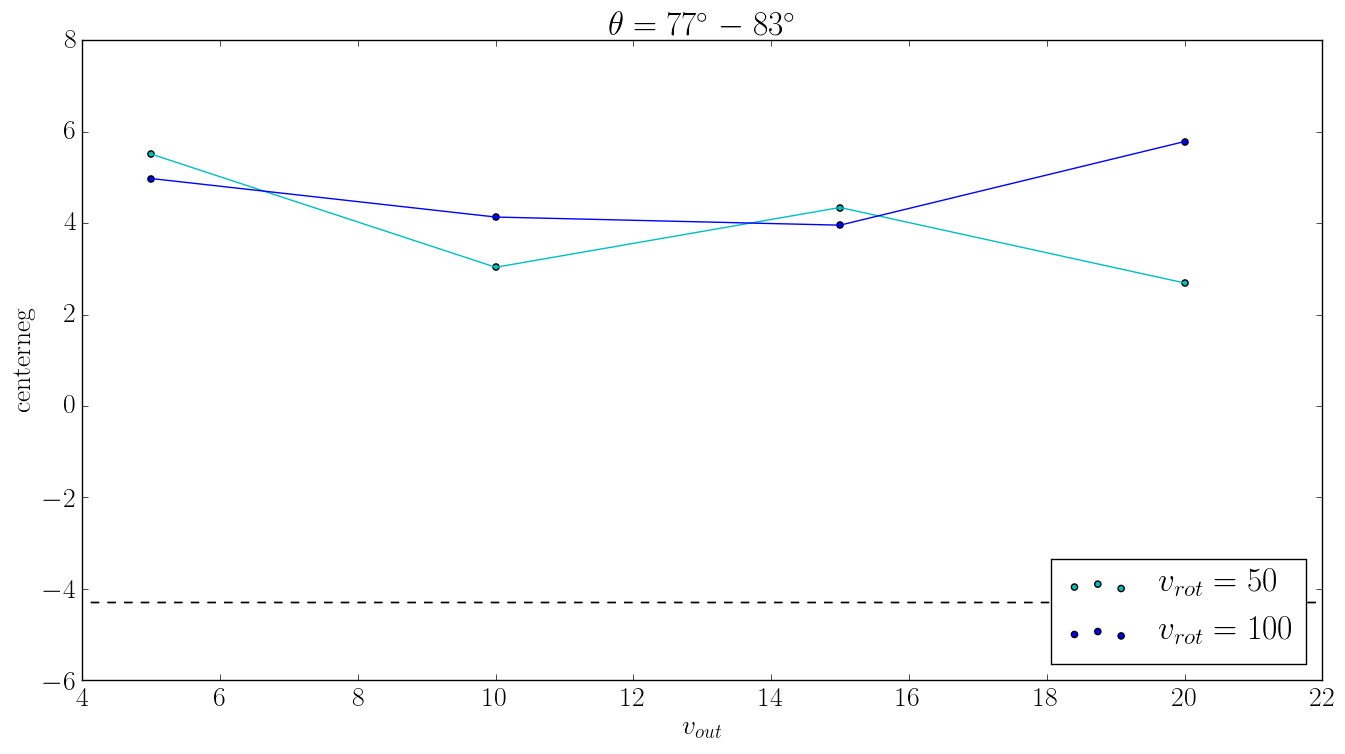 θ = 77° − 83°
8
6
4
2
0
−2
−4
−6
centerneg
4 6 8 10 12 14 16 18 20 22
v_out
v_rot = 50
v_rot = 100